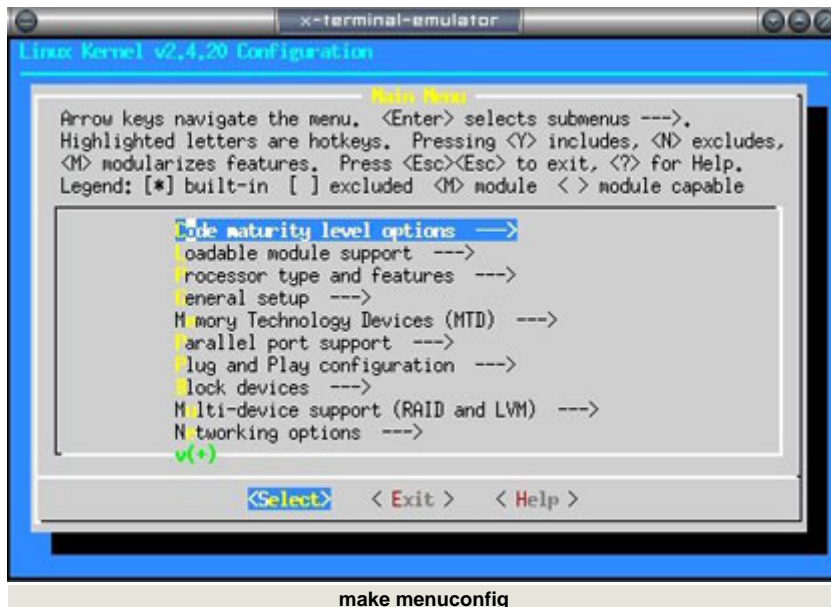 x-terminal-emulator
Linux Kernel v2.4.20 Configuration
Main Menu
Arrow keys navigate the menu. <Enter> selects submenus --->.
Highlighted letters are hotkeys. Pressing <Y> includes, <N> excludes,
<M> modularizes features. Press <Esc><Esc> to exit, <?> for Help.
Legend: [*] built-in [ ] excluded <M> module < > module capable
Code maturity level options --->
Loadable module support --->
Processor type and features --->
General setup --->
Memory Technology Devices (MTD) --->
Parallel port support --->
Plug and Play configuration --->
Block devices --->
Multi-device support (RAID and LVM) --->
Networking options --->
v(+)
<Select> < Exit > < Help >
make menuconfig